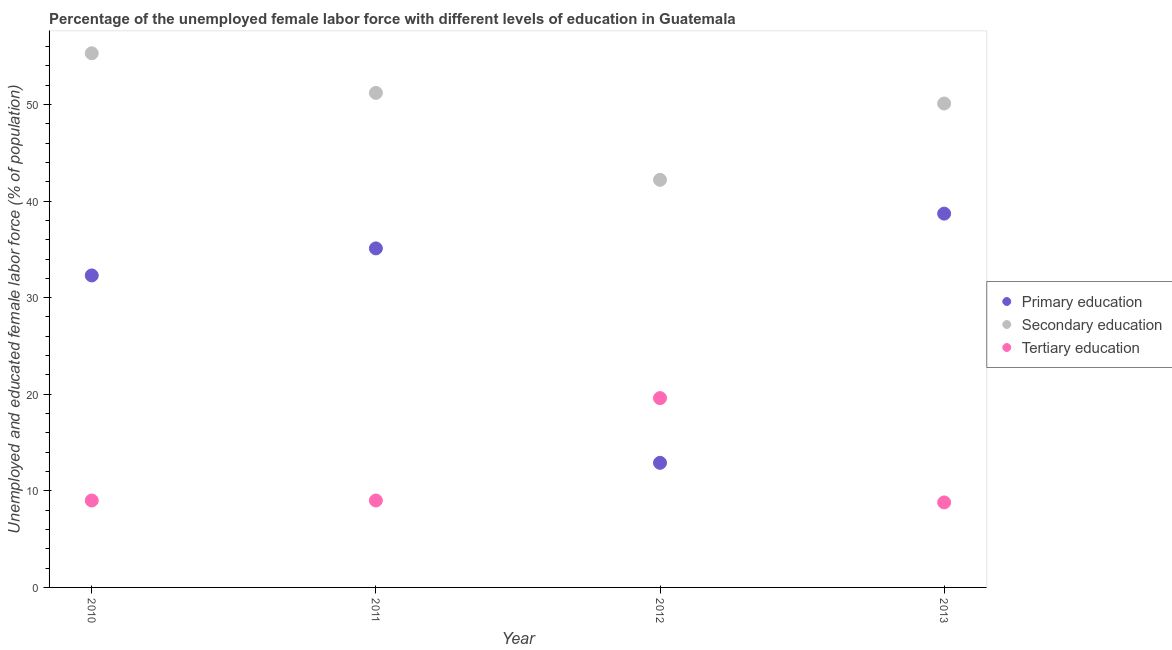 Percentage of the unemployed female labor force with different levels of education in Guatemala
Unemployed and educated female labor force (% of population)
50
40
30
20
10
0
2010
2011
2012
2013
Year
Primary education
Secondary education
Tertiary education